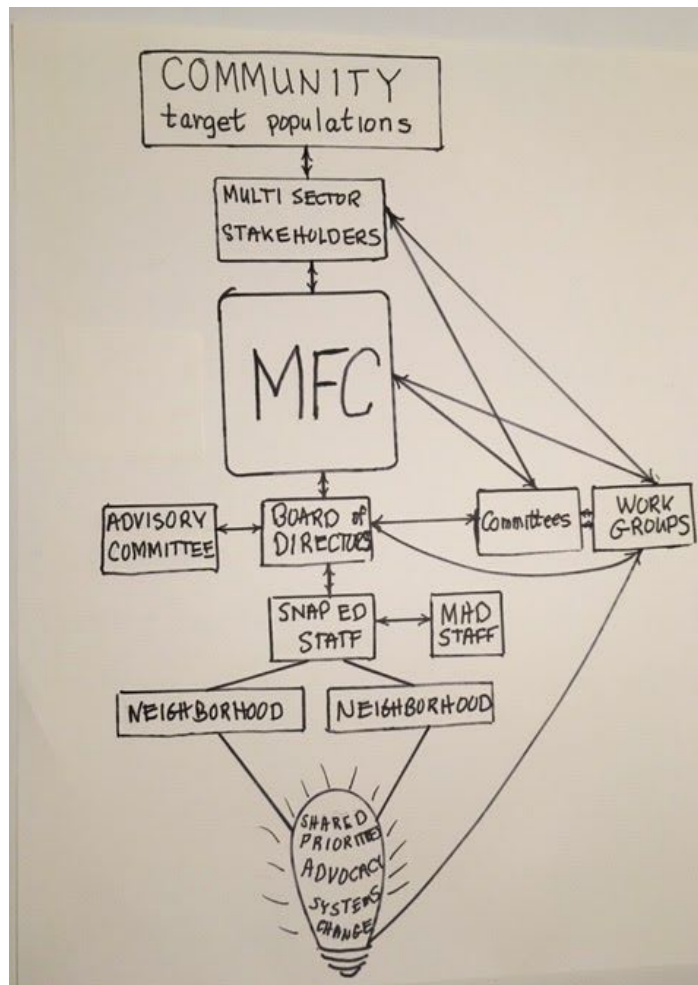 COMMUNITY
target populations
MULTI SECTOR
STAKEHOLDERS
MFC
ADVISORY
COMMITTEE
BOARD of
DIRECTORS
Committees
WORK
GROUPS
SNAP ED
STAFF
MHD
STAFF
NEIGHBORHOOD
NEIGHBORHOOD
SHARED
PRIORITIES
ADVOCACY
SYSTEMS
CHANGE